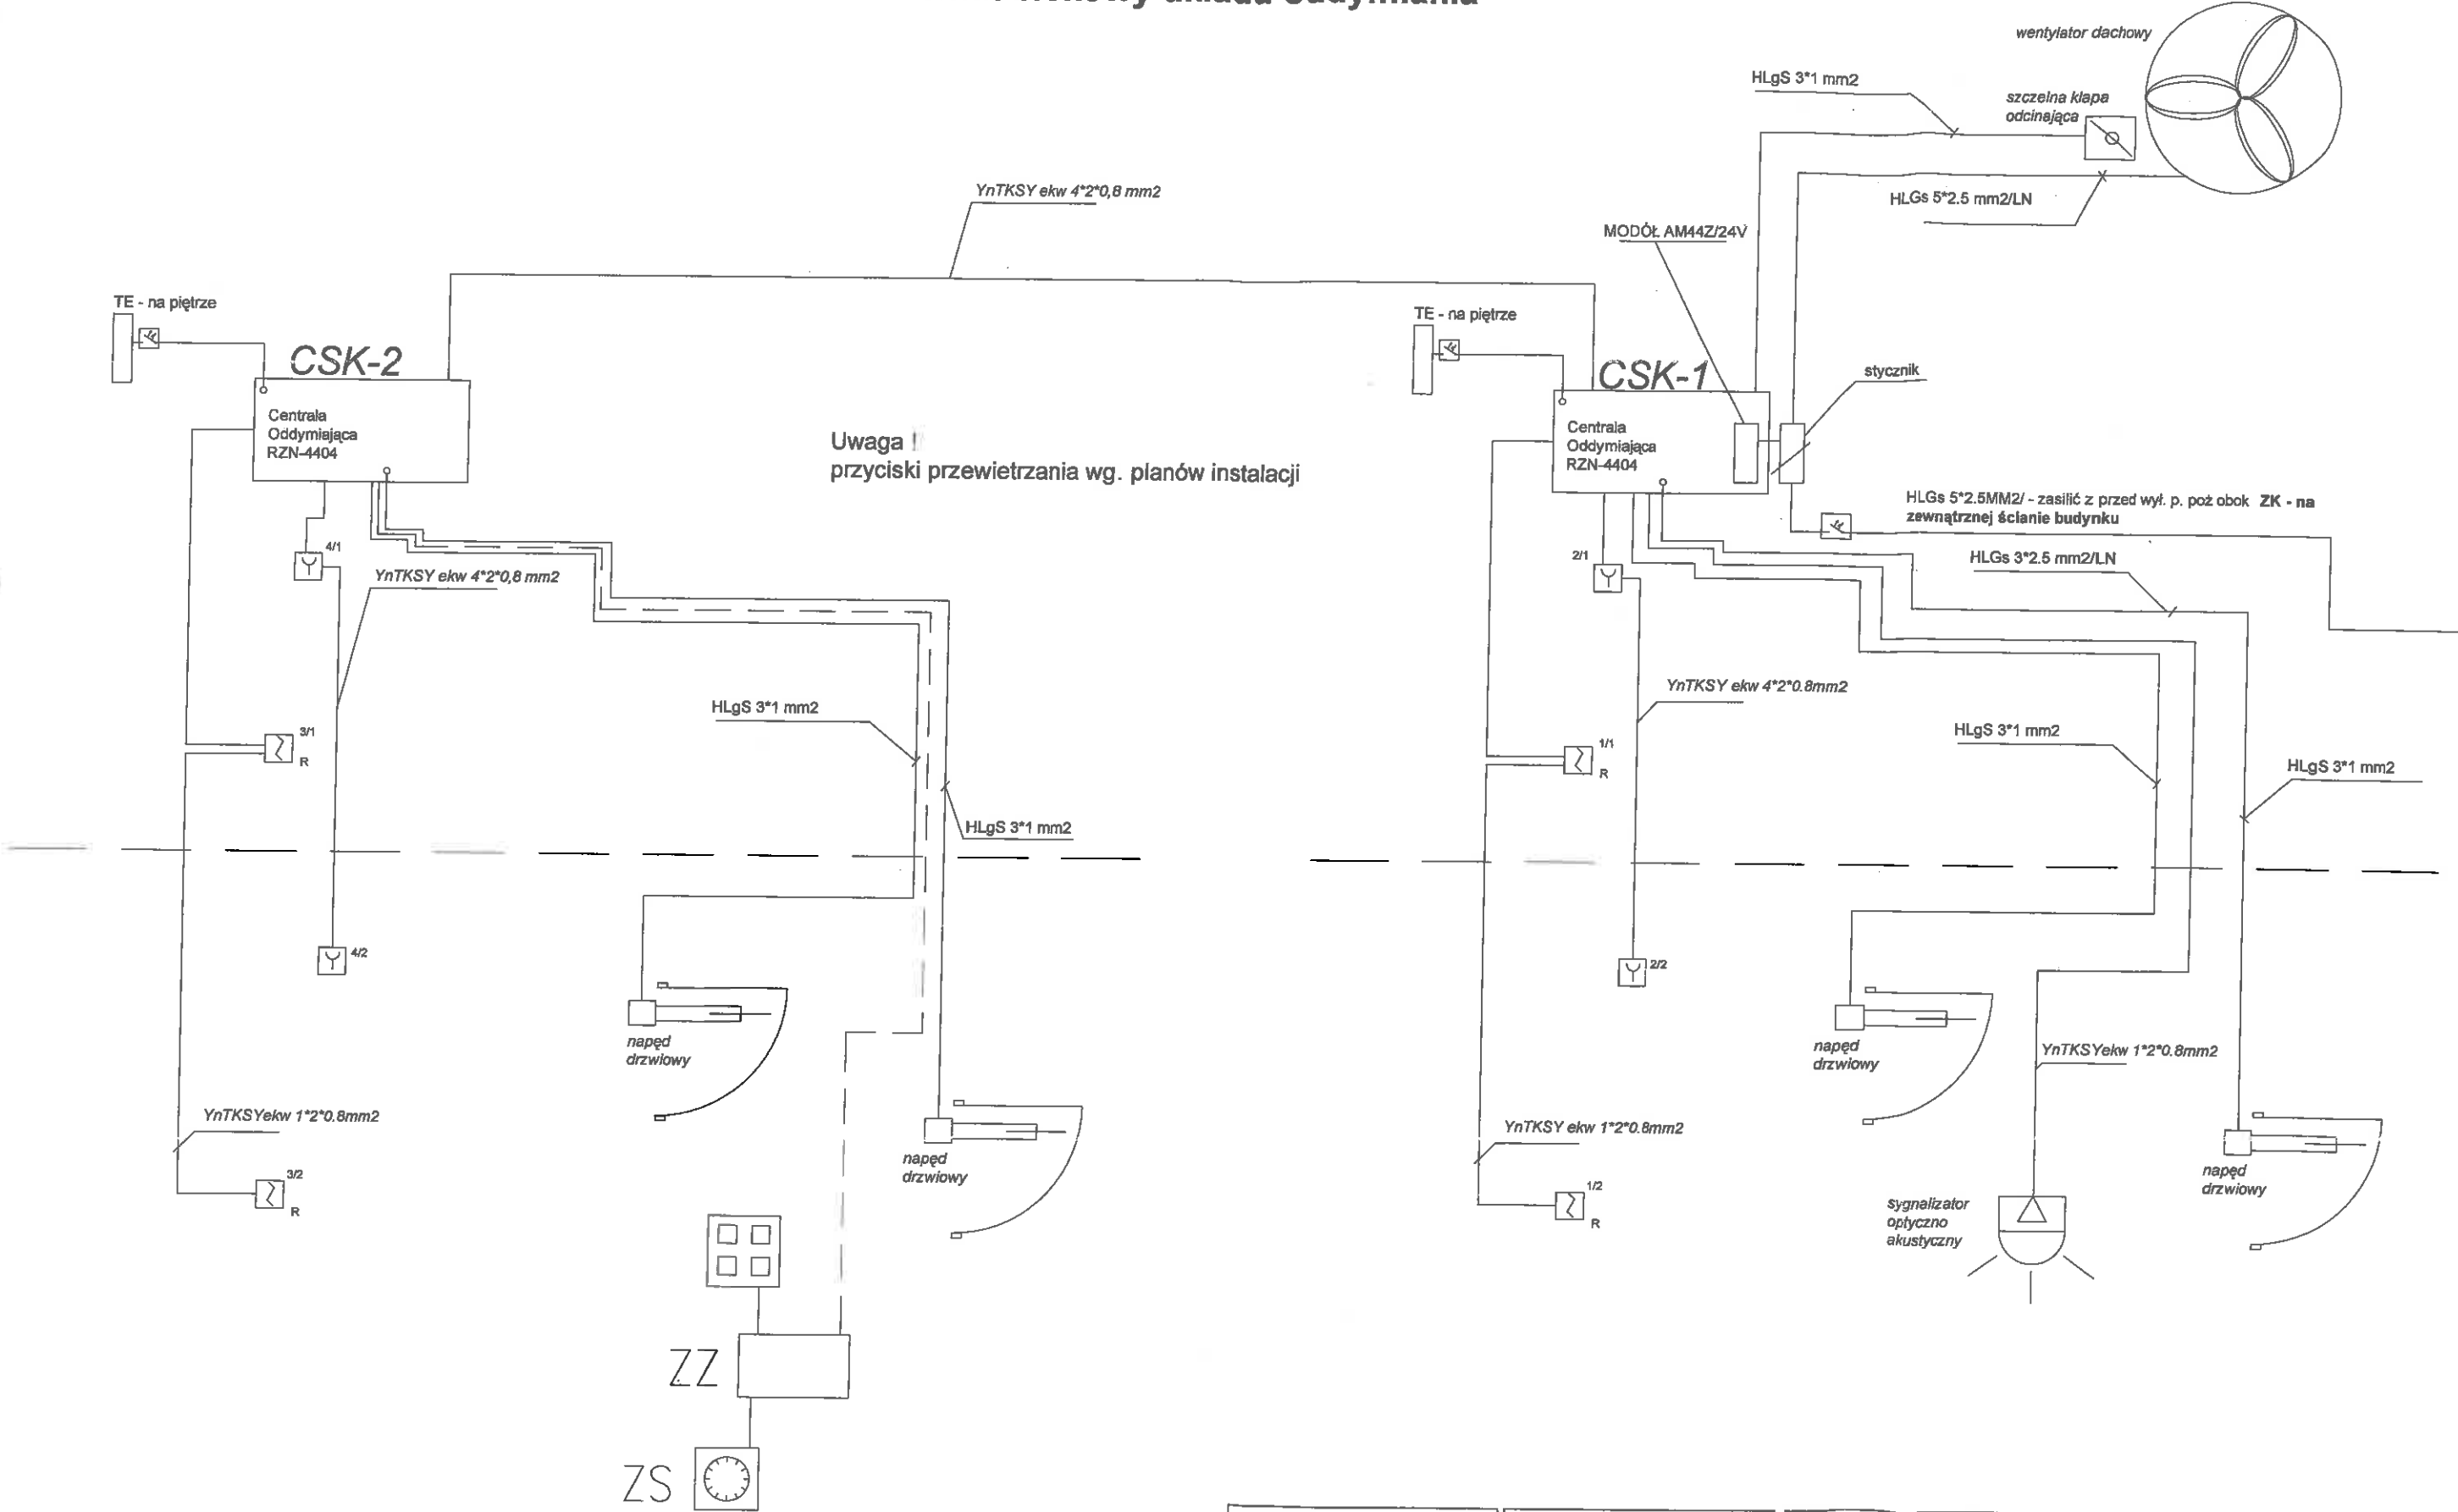 układu oddymiania
wentylator dachowy
HLgS 3*1 mm2
szczelna klapa
odcinająca
YnTKSY ekw 4*2*0,8 mm2
HLGs 5*2.5 mm2/LN
MODÓŁ AM44Z/24V
TE - na piętrze
TE - na piętrze
CSK-2
CSK-1
stycznik
Centrala
Oddymiająca
RZN-4404
Centrala
Oddymiająca
RZN-4404
Uwaga !
przyciski przewietrzania wg. planów instalacji
HLGs 5*2.5MM2/ - zasilić z przed wył. p. poż obok ZK - na
zewnątrznej ścianie budynku
4/1
2/1
HLGs 3*2.5 mm2/LN
YnTKSY ekw 4*2*0,8 mm2
YnTKSY ekw 4*2*0.8mm2
HLgS 3*1 mm2
HLgS 3*1 mm2
3/1
R
1/1
R
HLgS 3*1 mm2
HLgS 3*1 mm2
4/2
2/2
napęd
drzwiowy
napęd
drzwiowy
YnTKSYekw 1*2*0.8mm2
YnTKSYekw 1*2*0.8mm2
YnTKSY ekw 1*2*0.8mm2
napęd
drzwiowy
napęd
drzwiowy
3/2
R
1/2
R
sygnalizator
optyczno
akustyczny
ZZ
ZS